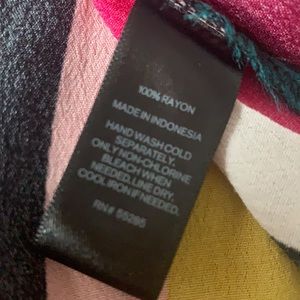 100% RAYON
MADE IN INDONESIA
HAND WASH COLD
SEPARATELY.
ONLY NON-CHLORINE
BLEACH WHEN
NEEDED. LINE DRY.
COOL IRON IF NEEDED.
RN# 55285